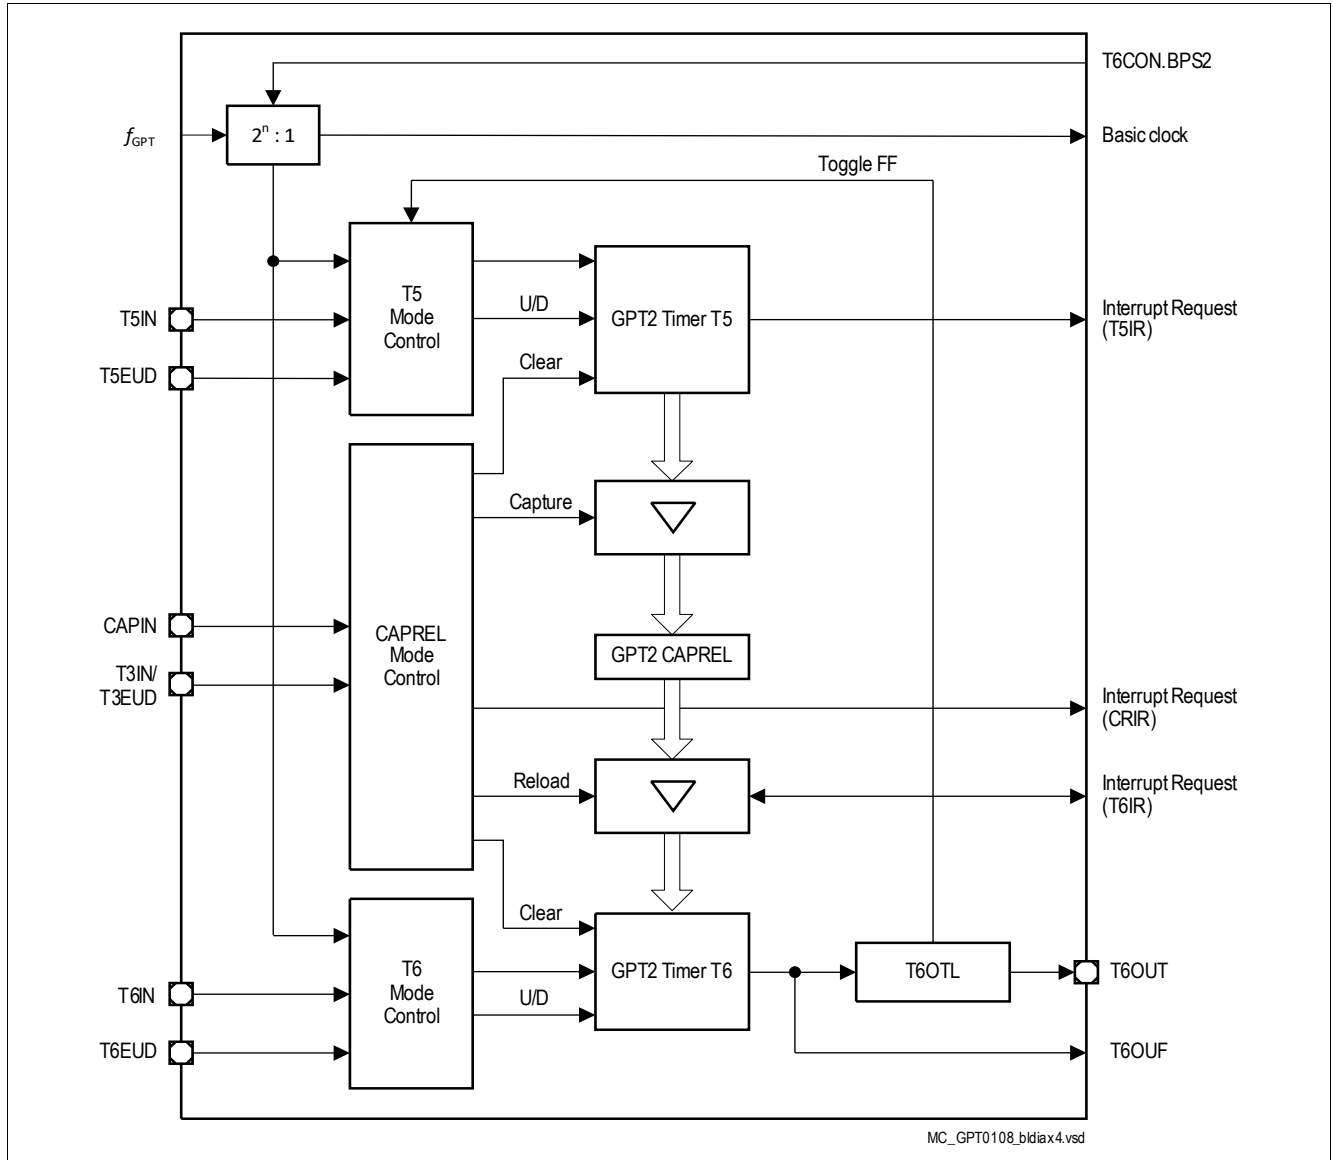 T6CON.BPS2
fGPT
2n : 1
Basic clock
Toggle FF
T5
Mode
Control
U/D
GPT2 Timer T5
Interrupt Request
(T5IR)
T5IN
T5EUD
Clear
Capture
CAPIN
T3IN/
T3EUD
CAPREL
Mode
Control
GPT2 CAPREL
Interrupt Request
(CRIR)
Reload
Interrupt Request
(T6IR)
Clear
T6
Mode
Control
GPT2 Timer T6
U/D
T6OTL
T6OUT
T6IN
T6EUD
T6OUF
MC_GPT0108_bldiax4.vsd